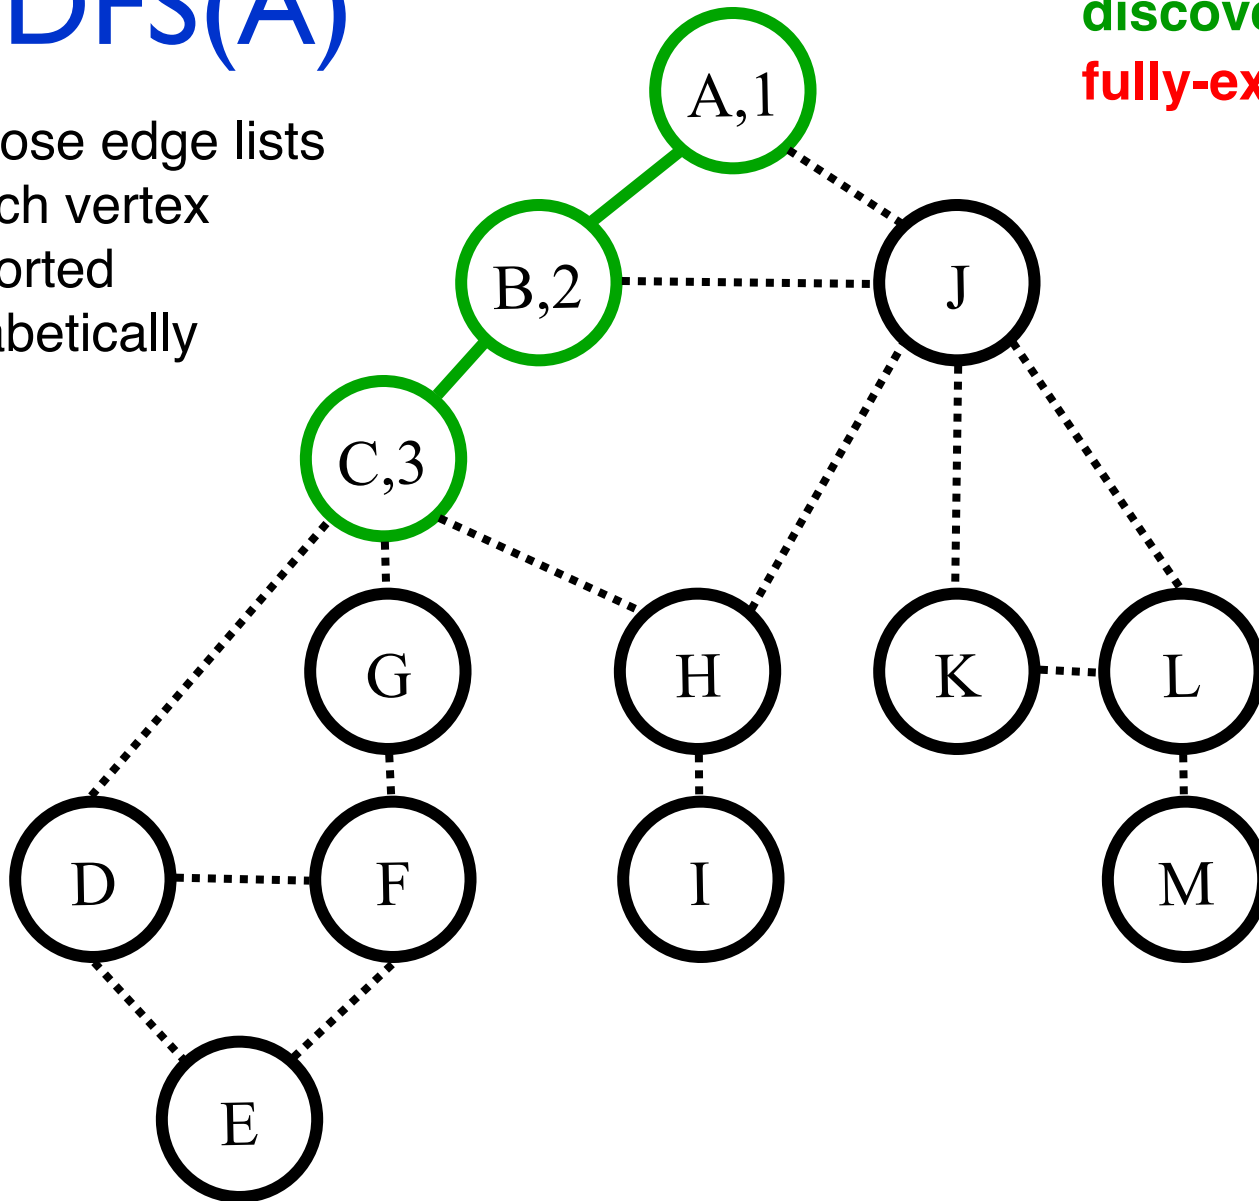 DFS(A)
discove
fully-ex
ose edge lists
ch vertex
orted
abetically
A,1
B,2
J
C,3
G
H
K
L
D
F
I
M
E